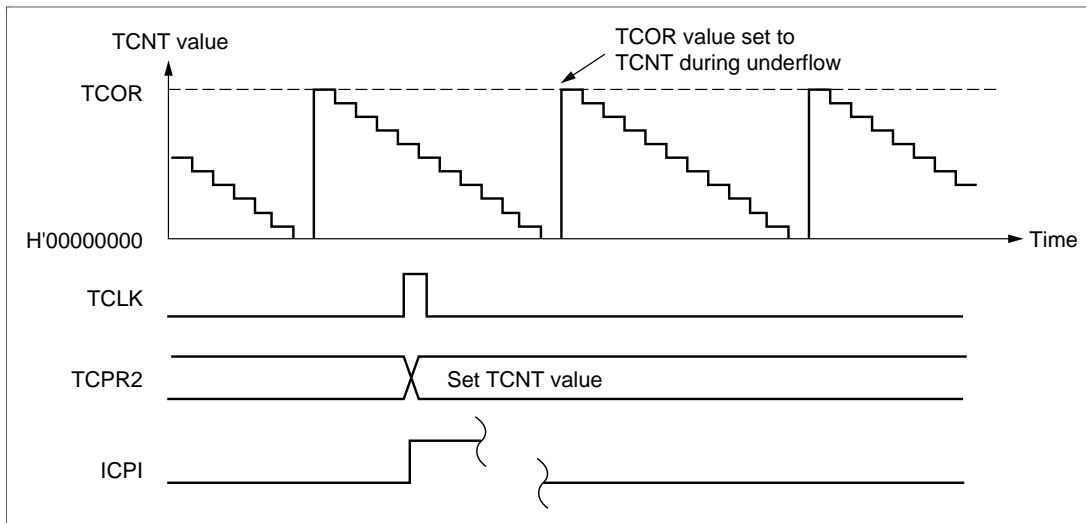 TCNT value
TCOR value set to
TCNT during underflow
TCOR
H'00000000
Time
TCLK
TCPR2
Set TCNT value
ICPI